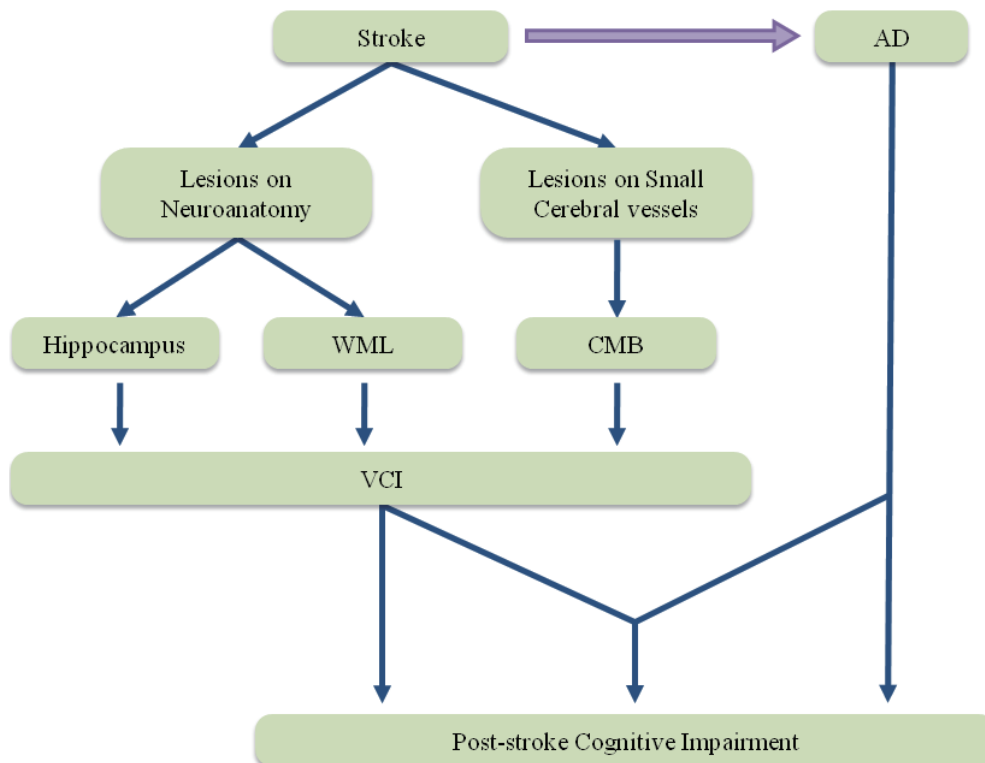 Stroke
AD
Lesions on
Neuroanatomy
Lesions on Small
Cerebral vessels
Hippocampus
WML
CMB
VCI
Post-stroke Cognitive Impairment